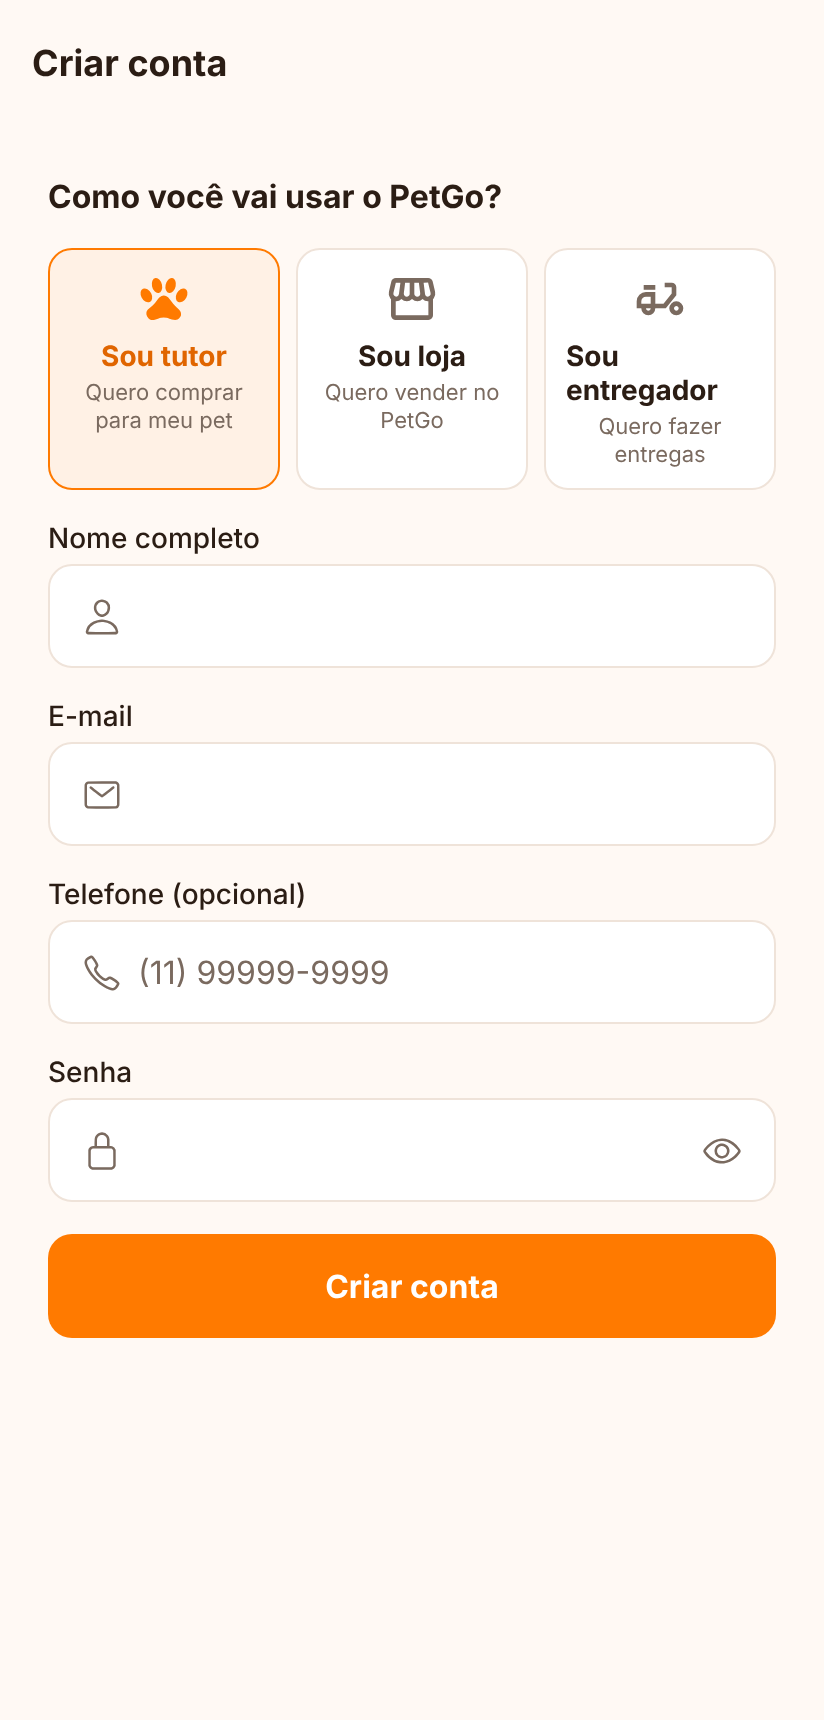 Criar conta
Como você vai usar o PetGo?
Sou tutor
Quero comprar
para meu pet
Sou loja
Quero vender no
PetGo
Sou
entregador
Quero fazer
entregas
Nome completo
E-mail
Telefone (opcional)
(11) 99999-9999
Senha
Criar conta